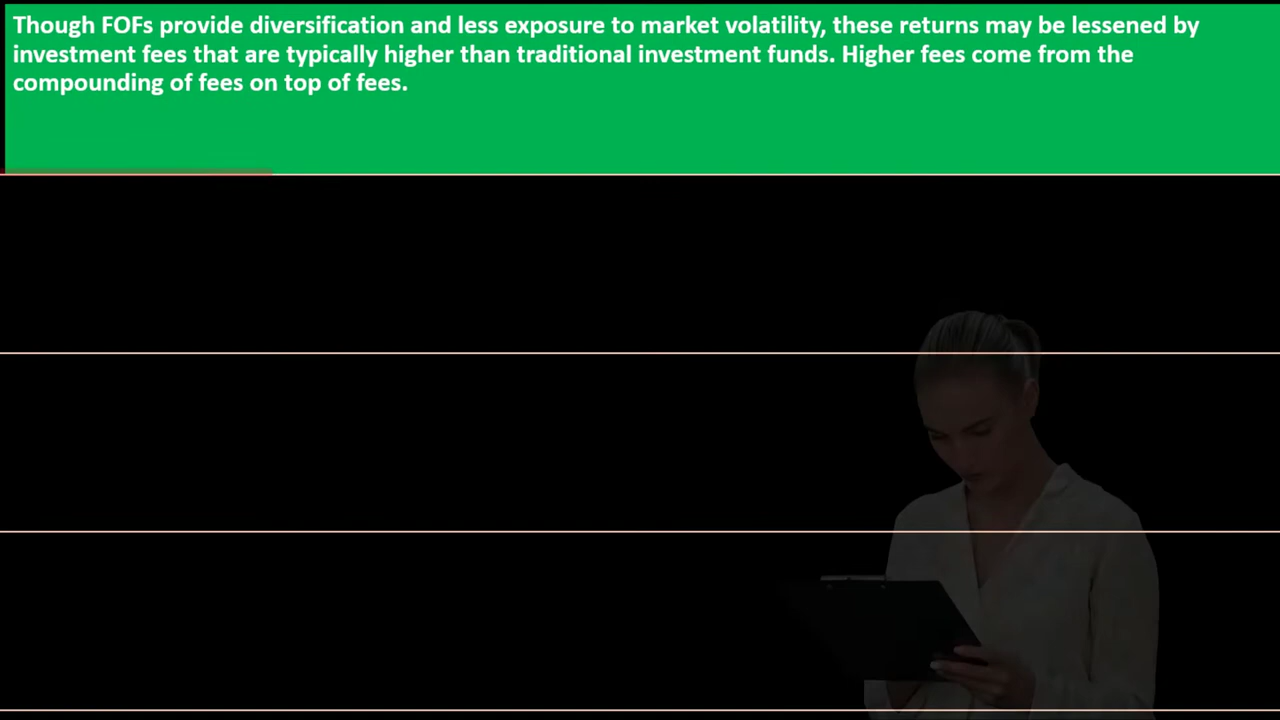 Though FOFs provide diversification and less exposure to market volatility, these returns may be lessened by
investment fees that are typically higher than traditional investment funds. Higher fees come from the
compounding of fees on top of fees.